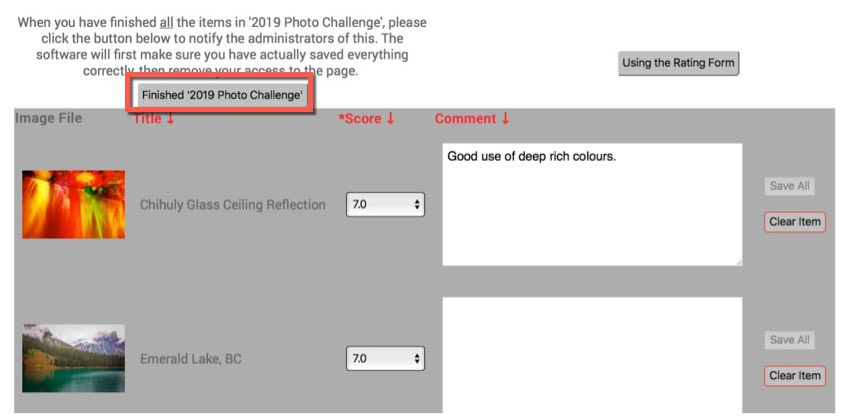 When you have finished all the items in '2019 Photo Challenge', please
click the button below to notify the administrators of this. The
software will first make sure you have actually saved everything
correctly, then remove your access to the page.
Using the Rating Form
Finished '2019 Photo Challenge'
Image File Title ↓ *Score ↓ Comment ↓
Good use of deep rich colours.
Save All
Chihuly Glass Ceiling Reflection 7.0
Clear Item
Save All
Emerald Lake, BC 7.0
Clear Item